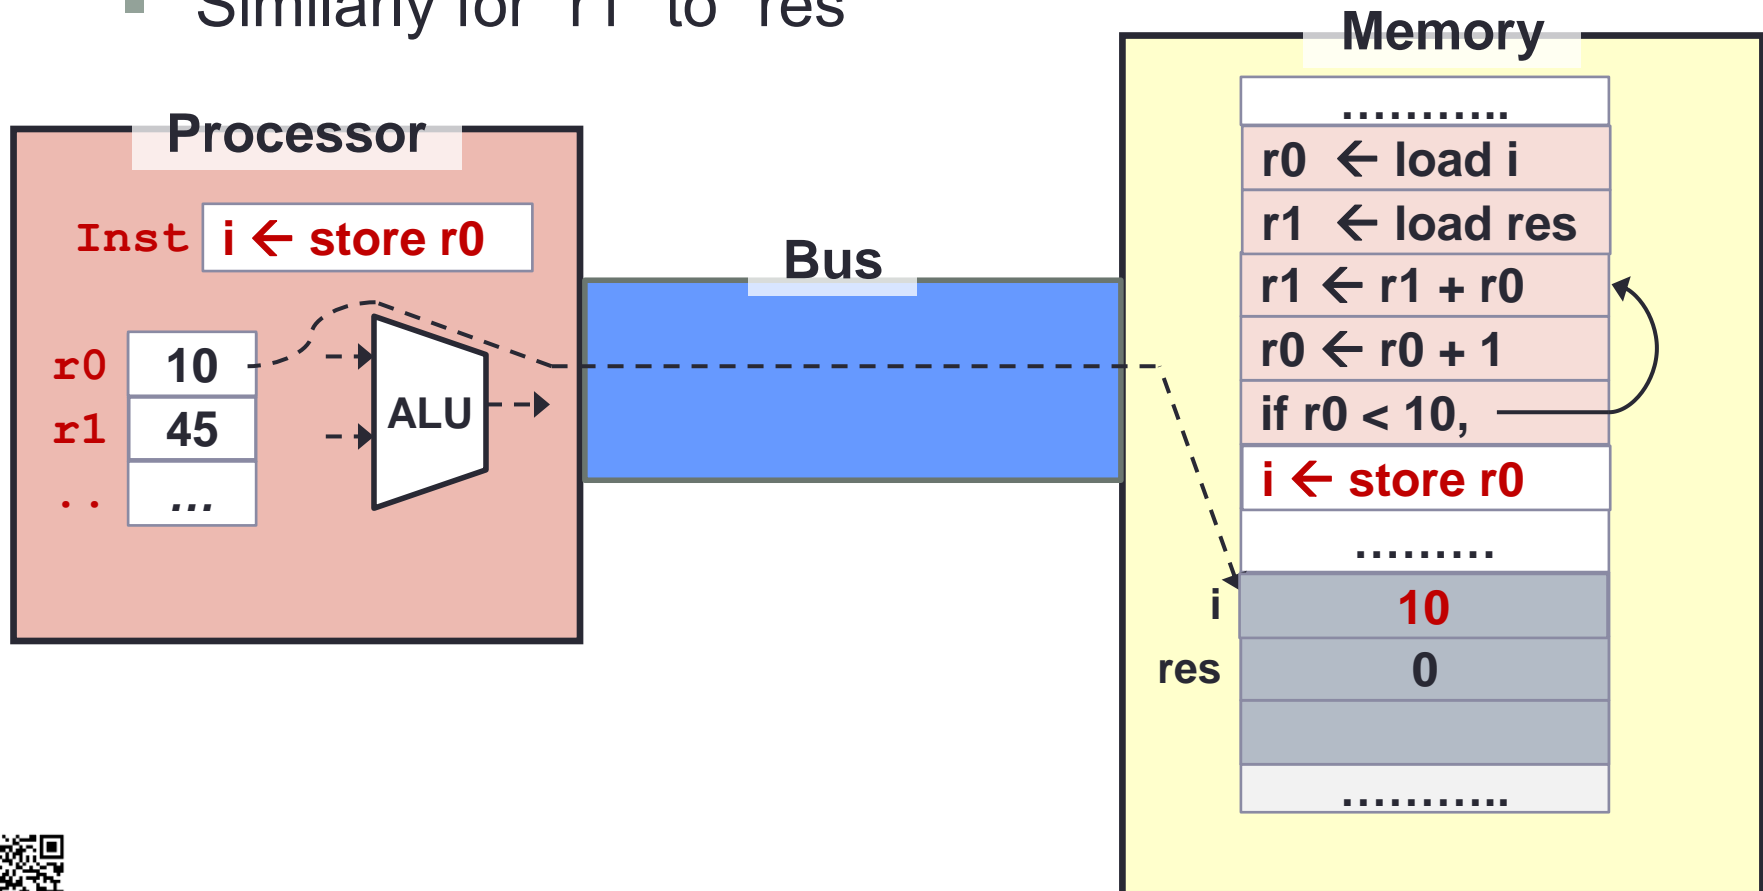 Similarly for "r1" to "res"
Processor
Inst
i ← store r0
r0
10
r1
45
..
...
ALU
Bus
Memory
………..
r0 ← load i
r1 ← load res
r1 ← r1 + r0
r0 ← r0 + 1
if r0 < 10,
i ← store r0
………
i
10
res
0
………..